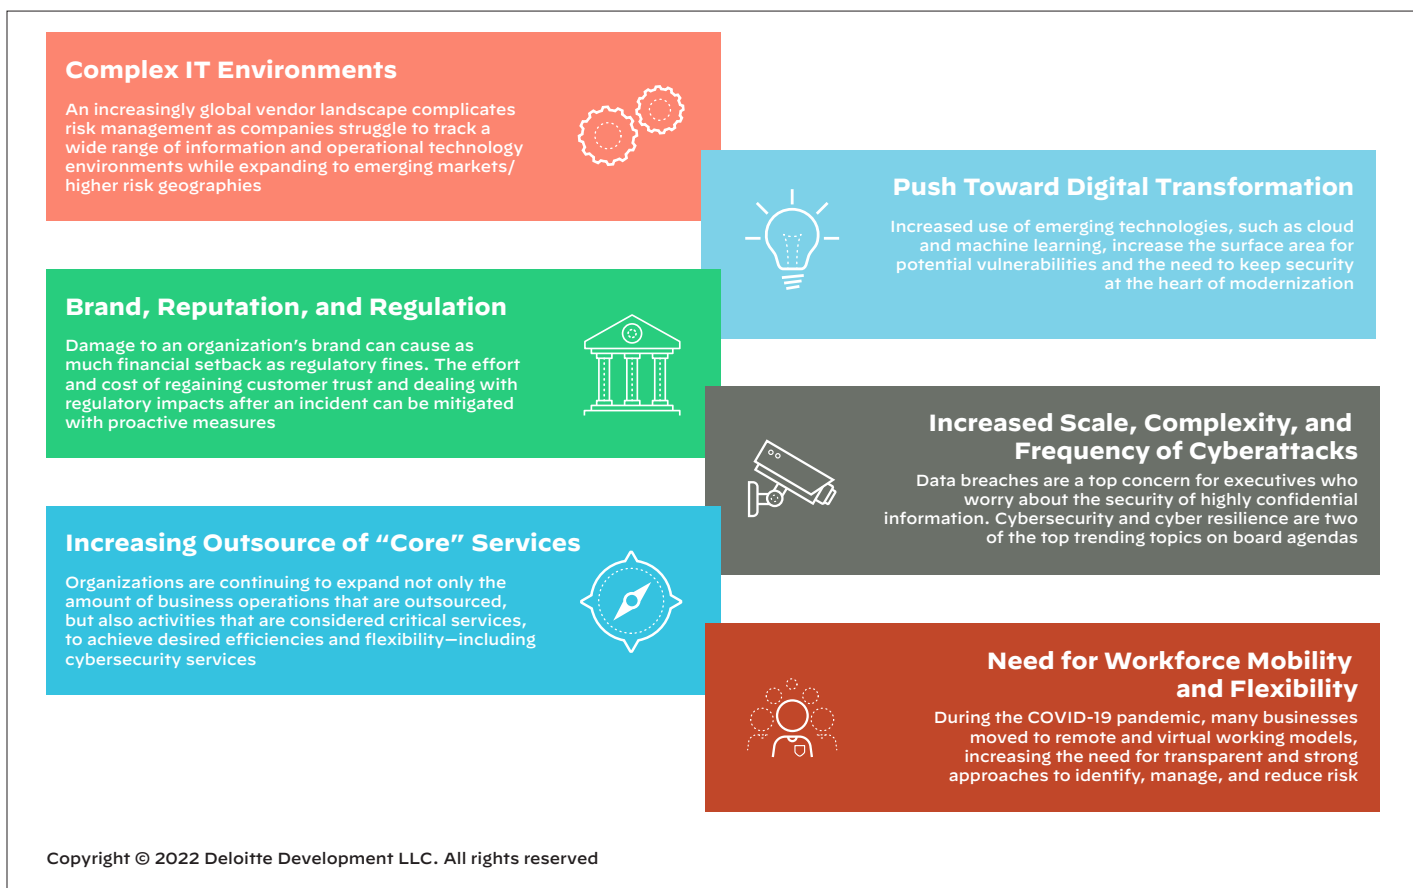 Complex IT Environments
An increasingly global vendor landscape complicates
risk management as companies struggle to track a
wide range of information and operational technology
environments while expanding to emerging markets/
higher risk geographies
Push Toward Digital Transformation
Increased use of emerging technologies, such as cloud
and machine learning, increase the surface area for
potential vulnerabilities and the need to keep security
at the heart of modernization
Brand, Reputation, and Regulation
Damage to an organization’s brand can cause as
much financial setback as regulatory fines. The effort
and cost of regaining customer trust and dealing with
regulatory impacts after an incident can be mitigated
with proactive measures
Increased Scale, Complexity, and
Frequency of Cyberattacks
Data breaches are a top concern for executives who
worry about the security of highly confidential
information. Cybersecurity and cyber resilience are two
of the top trending topics on board agendas
Increasing Outsource of “Core” Services
Organizations are continuing to expand not only the
amount of business operations that are outsourced,
but also activities that are considered critical services,
to achieve desired efficiencies and flexibility—including
cybersecurity services
Need for Workforce Mobility
and Flexibility
During the COVID-19 pandemic, many businesses
moved to remote and virtual working models,
increasing the need for transparent and strong
approaches to identify, manage, and reduce risk
Copyright © 2022 Deloitte Development LLC. All rights reserved